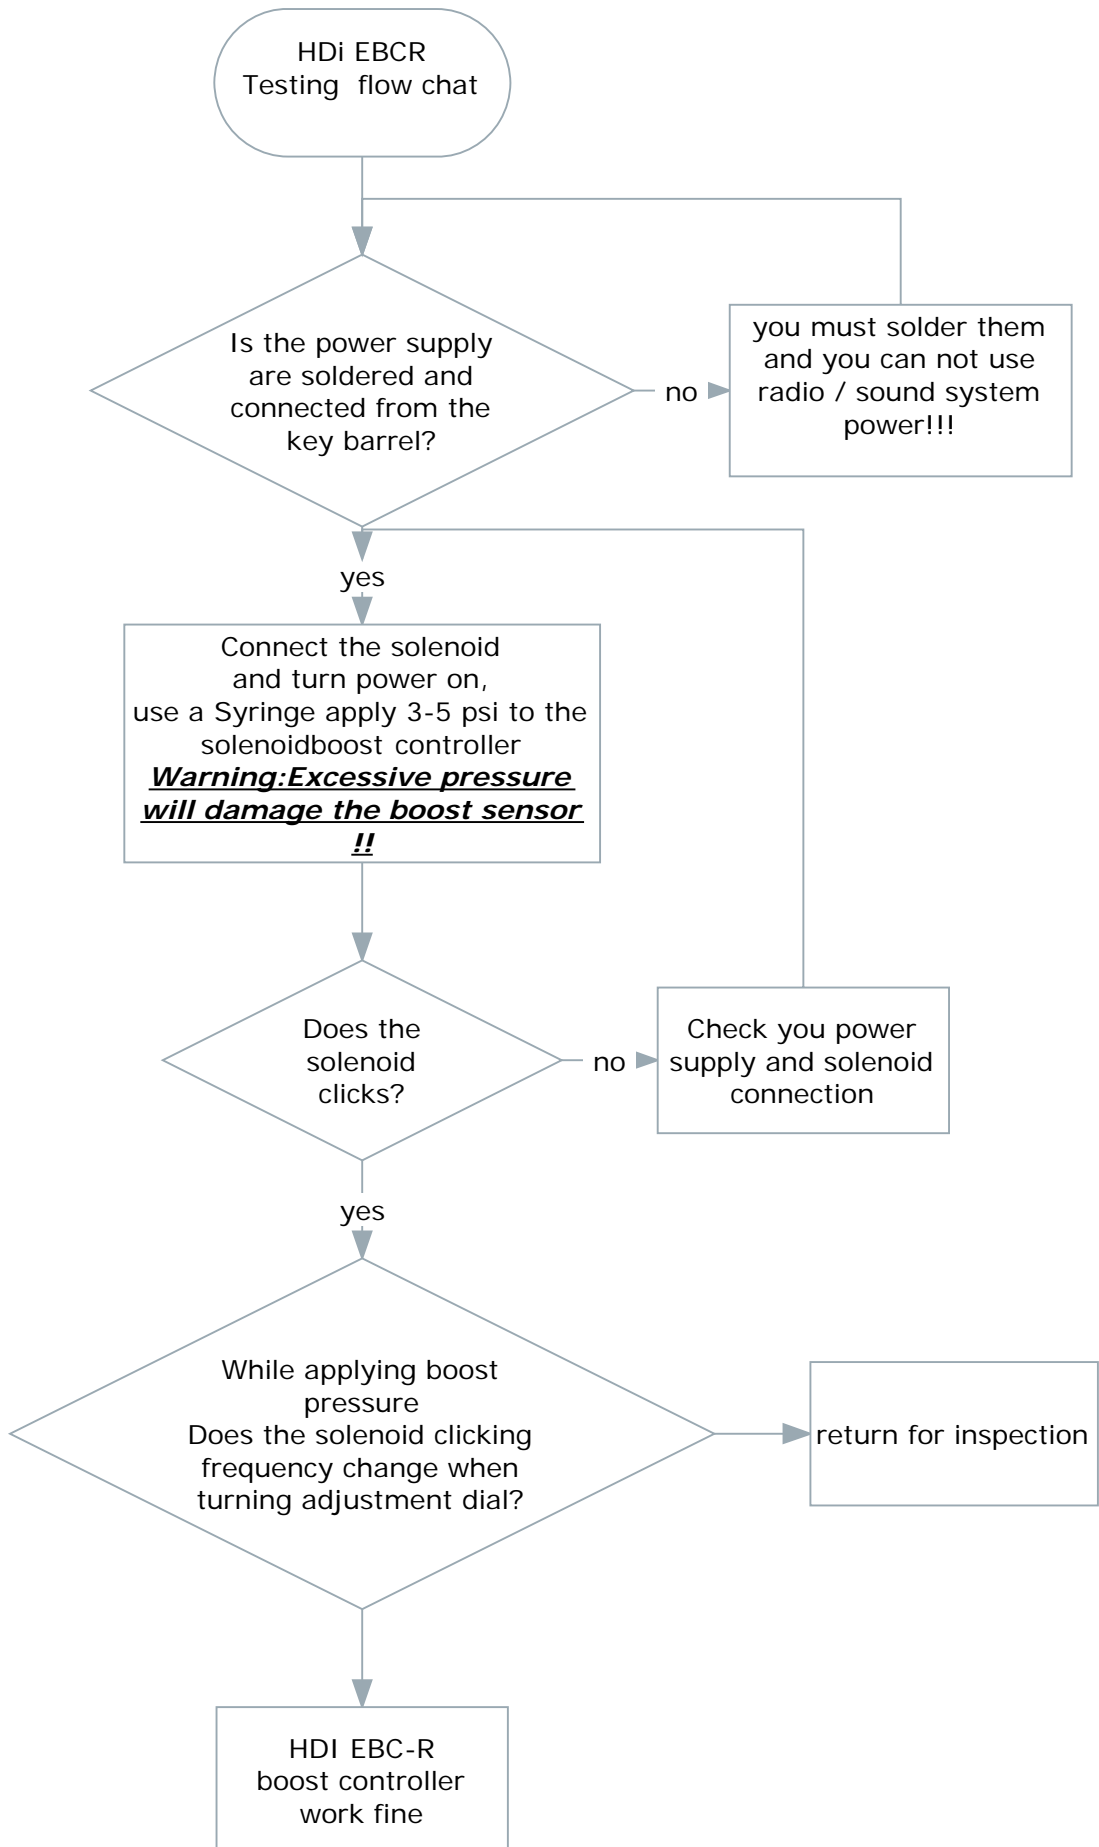 HDi EBCR
Testing  flow chat
Is the power supply
are soldered and
connected from the
key barrel?
no
you must solder them
and you can not use
radio / sound system
power!!!
yes
Connect the solenoid
and turn power on,
use a Syringe apply 3-5 psi to the
solenoidboost controller
Warning:Excessive pressure
will damage the boost sensor
!!
Does the
solenoid
clicks?
no
Check you power
supply and solenoid
connection
yes
While applying boost
pressure
Does the solenoid clicking
frequency change when
turning adjustment dial?
return for inspection
HDI EBC-R
boost controller
work fine